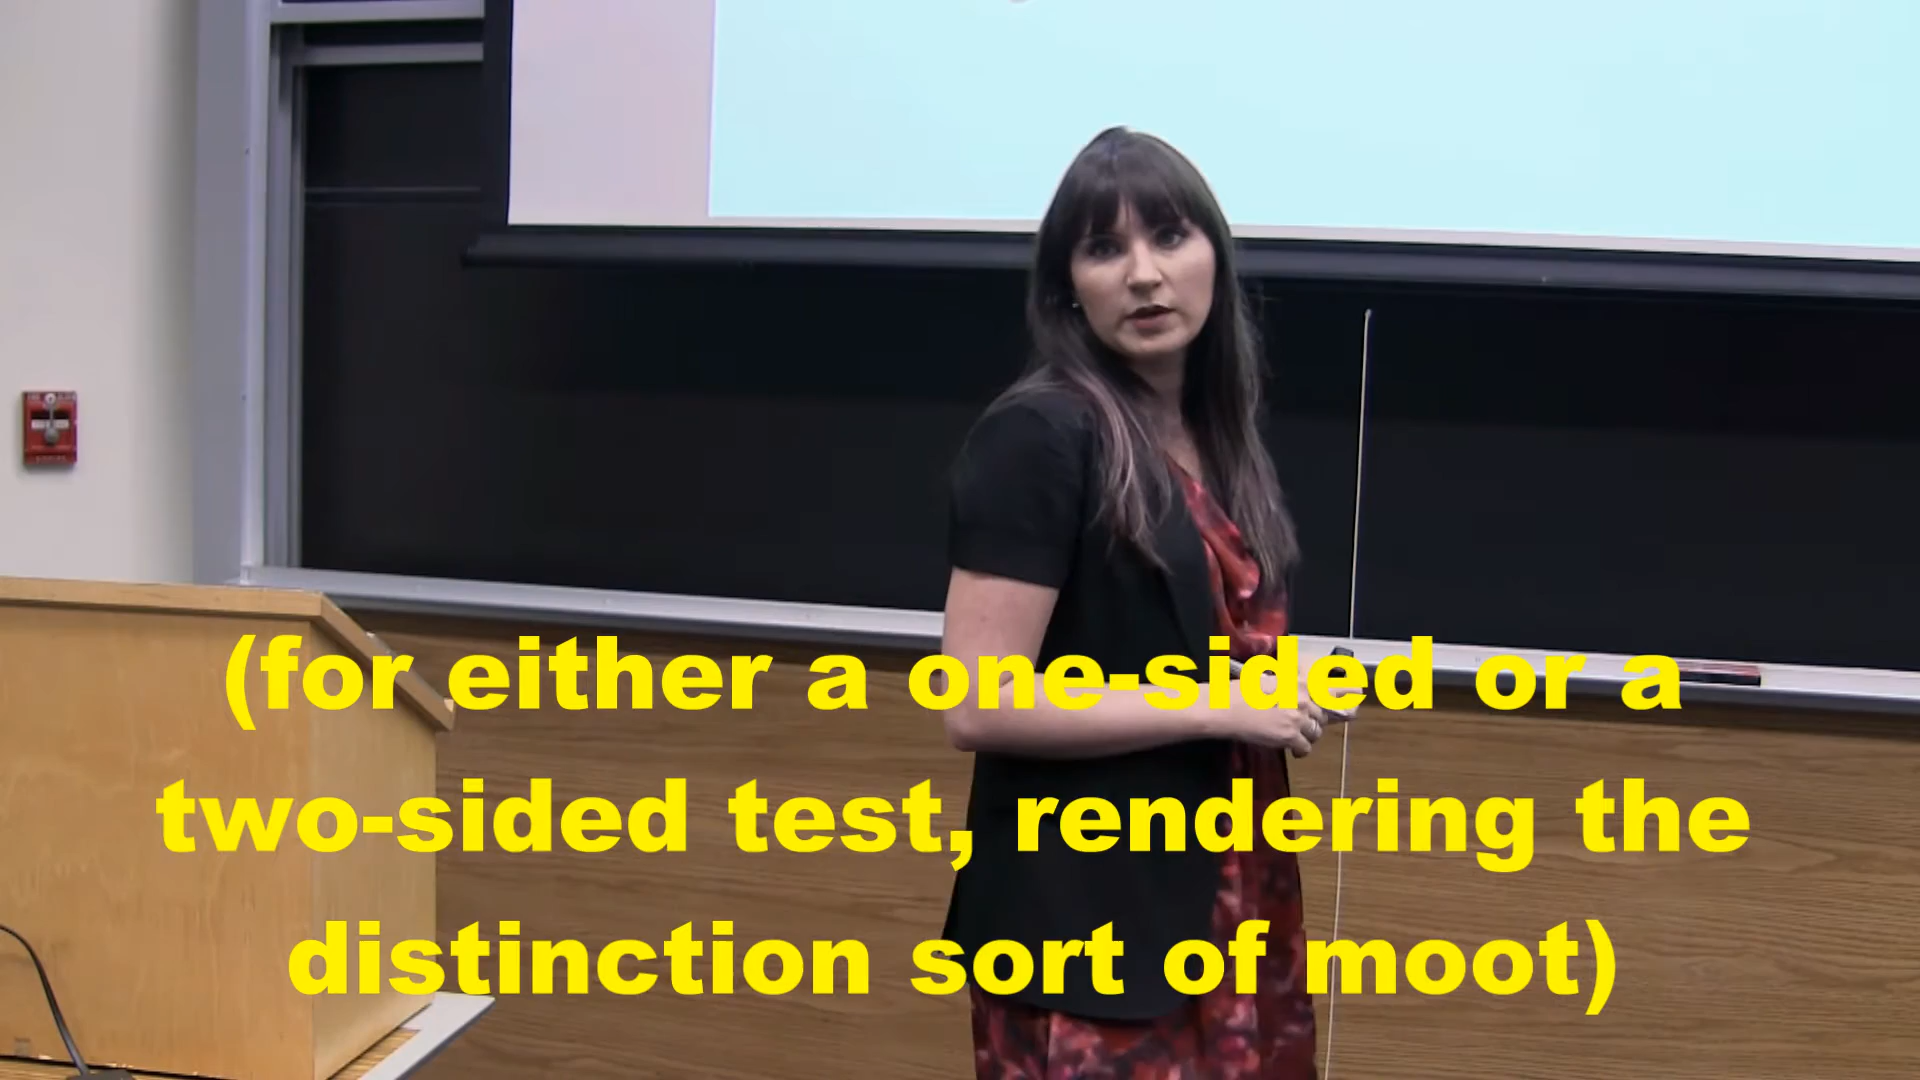 (for either a one-sided or a
two-sided test, rendering the
distinction sort of moot)